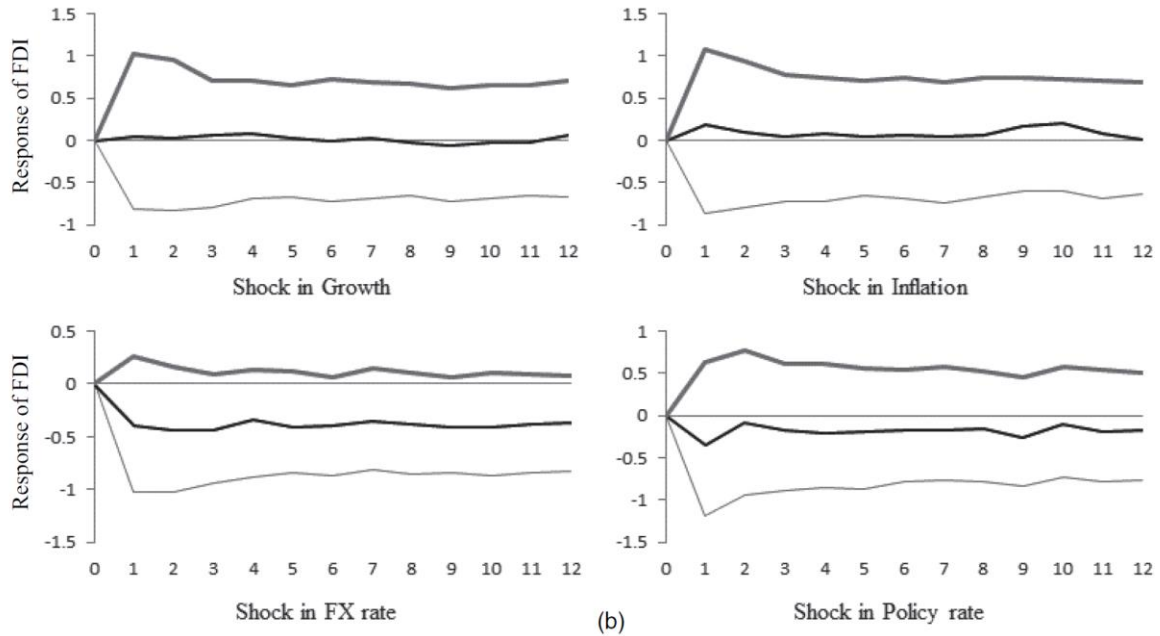 Response of FDI
1.5
1
0.5
0
-0.5
-1
0 1 2 3 4 5 6 7 8 9 10 11 12
Shock in Growth
1.5
1
0.5
0
-0.5
-1
0 1 2 3 4 5 6 7 8 9 10 11 12
Shock in Inflation
Response of FDI
0.5
0
-0.5
-1
-1.5
0 1 2 3 4 5 6 7 8 9 10 11 12
Shock in FX rate
1
0.5
0
-0.5
-1
-1.5
0 1 2 3 4 5 6 7 8 9 10 11 12
Shock in Policy rate
(b)